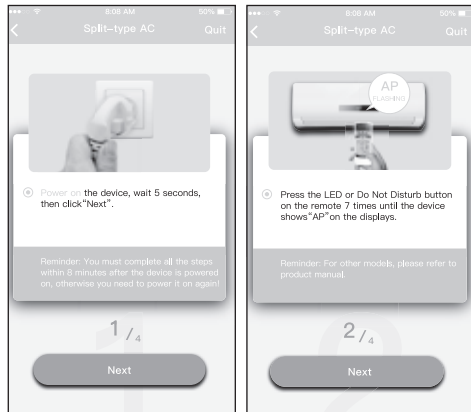 8:08 AM 50%
Split-type AC Quit
Power on the device, wait 5 seconds,
then click“Next”.
Reminder: You must complete all the steps
within 8 minutes after the device is powered
on, otherwise you need to power it on again!
1/4
1
Next
8:08 AM 50%
Split-type AC Quit
AP
FLASHING
Press the LED or Do Not Disturb button
on the remote 7 times until the device
shows“AP”on the displays.
Reminder: For other models, please refer to
product manual.
2/4
2
Next